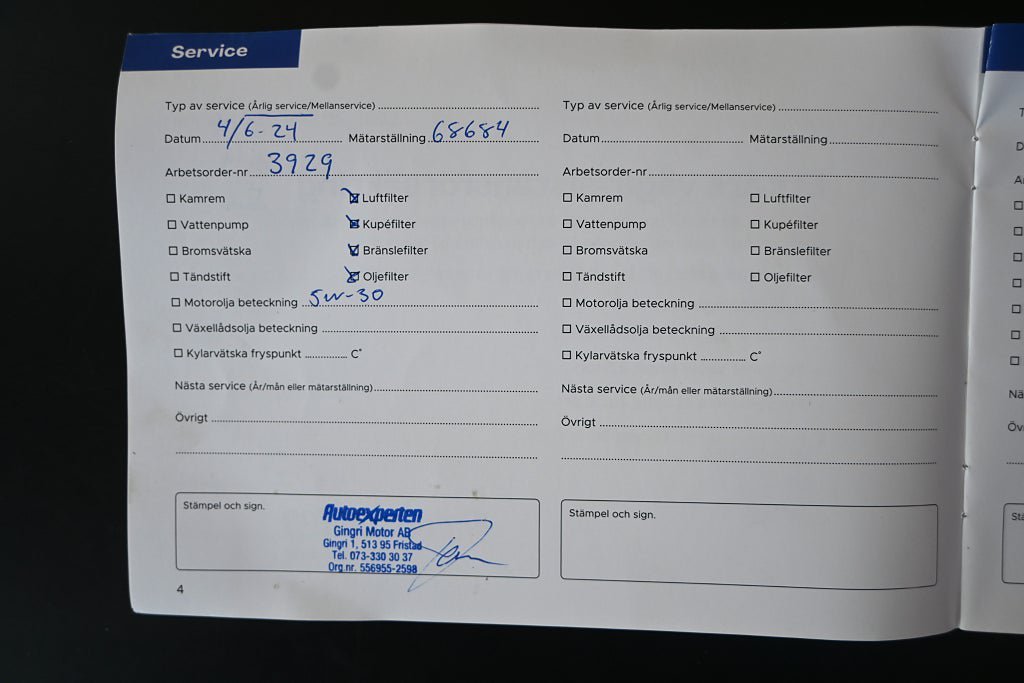 Service
Typ av service (Årlig service/Mellanservice)
Datum 4/6-24 Mätarställning 68684
Arbetsorder-nr 3929
Kamrem Luftfilter
Vattenpump Kupéfilter
Bromsvätska Bränslefilter
Tändstift Oljefilter
Motorolja beteckning 5w-30
Växellådsolja beteckning
Kylarvätska fryspunkt C°
Nästa service (År/mån eller mätarställning)
Övrigt
Stämpel och sign.
Autoexperten
Gingri Motor AB
Gingri 1, 513 95 Fristad
Tel. 073-330 30 37
Org.nr. 556955-2598
4
Typ av service (Årlig service/Mellanservice)
Datum Mätarställning
Arbetsorder-nr
Kamrem Luftfilter
Vattenpump Kupéfilter
Bromsvätska Bränslefilter
Tändstift Oljefilter
Motorolja beteckning
Växellådsolja beteckning
Kylarvätska fryspunkt C°
Nästa service (År/mån eller mätarställning)
Övrigt
Stämpel och sign.